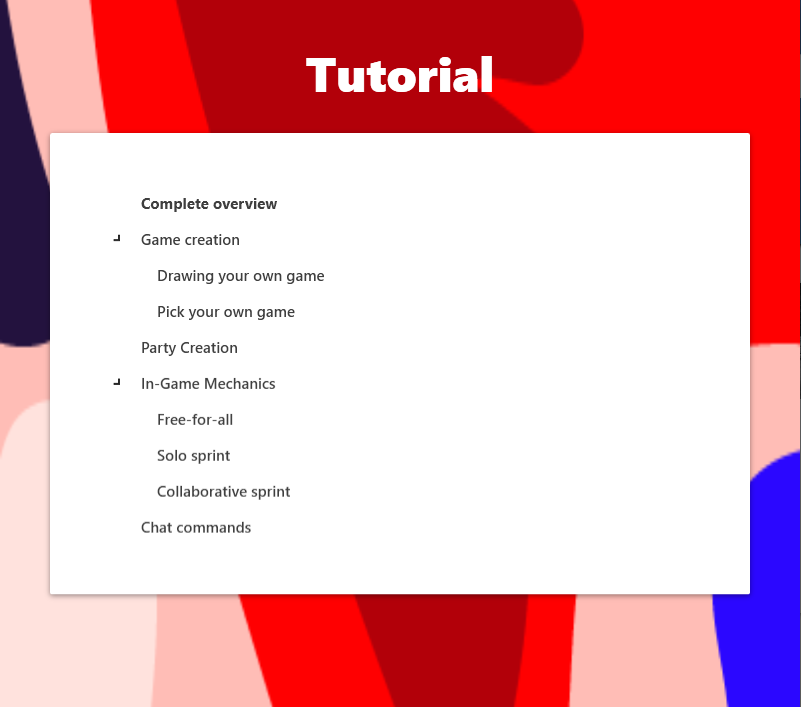 Tutorial
Complete overview
Game creation
Drawing your own game
Pick your own game
Party Creation
In-Game Mechanics
Free-for-all
Solo sprint
Collaborative sprint
Chat commands